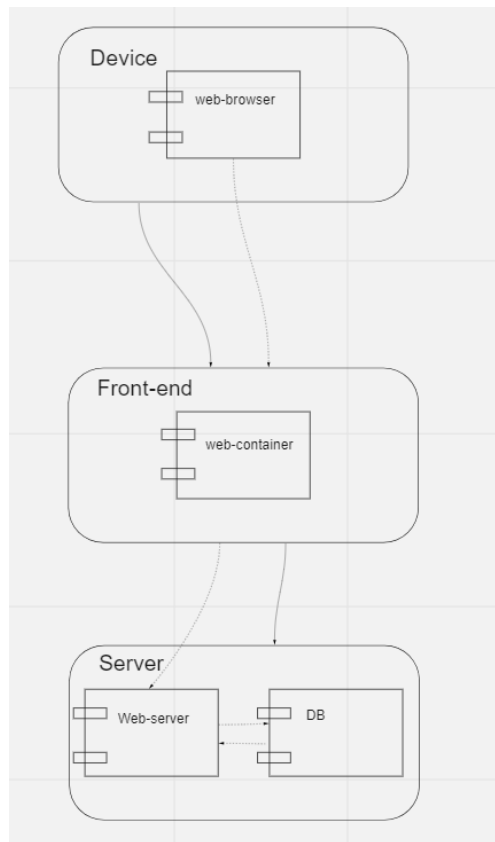 Device
web-browser
Front-end
web-container
Server
Web-server
DB